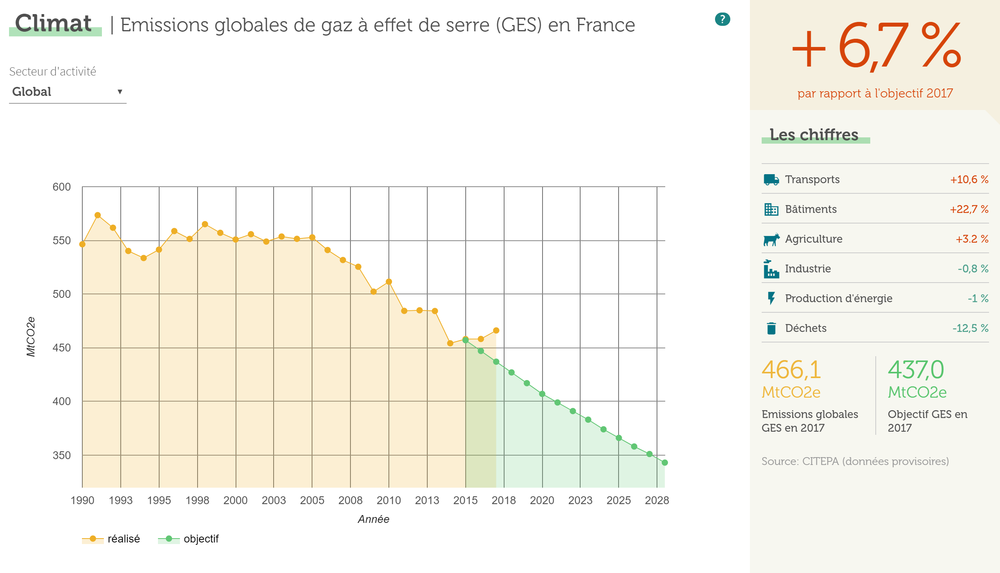 Climat | Emissions globales de gaz à effet de serre (GES) en France
?
Secteur d'activité
Global ▼
600
550
500
450
400
350
MtCO2e
1990 1993 1995 1998 2000 2003 2005 2008 2010 2013 2015 2018 2020 2023 2025 2028
Année
réalisé objectif
+ 6,7 %
par rapport à l'objectif 2017
Les chiffres
Transports +10,6 %
Bâtiments +22,7 %
Agriculture +3.2 %
Industrie -0,8 %
Production d'énergie -1 %
Déchets -12,5 %
466,1
MtCO2e
Emissions globales
GES en 2017
437,0
MtCO2e
Objectif GES en
2017
Source: CITEPA (données provisoires)